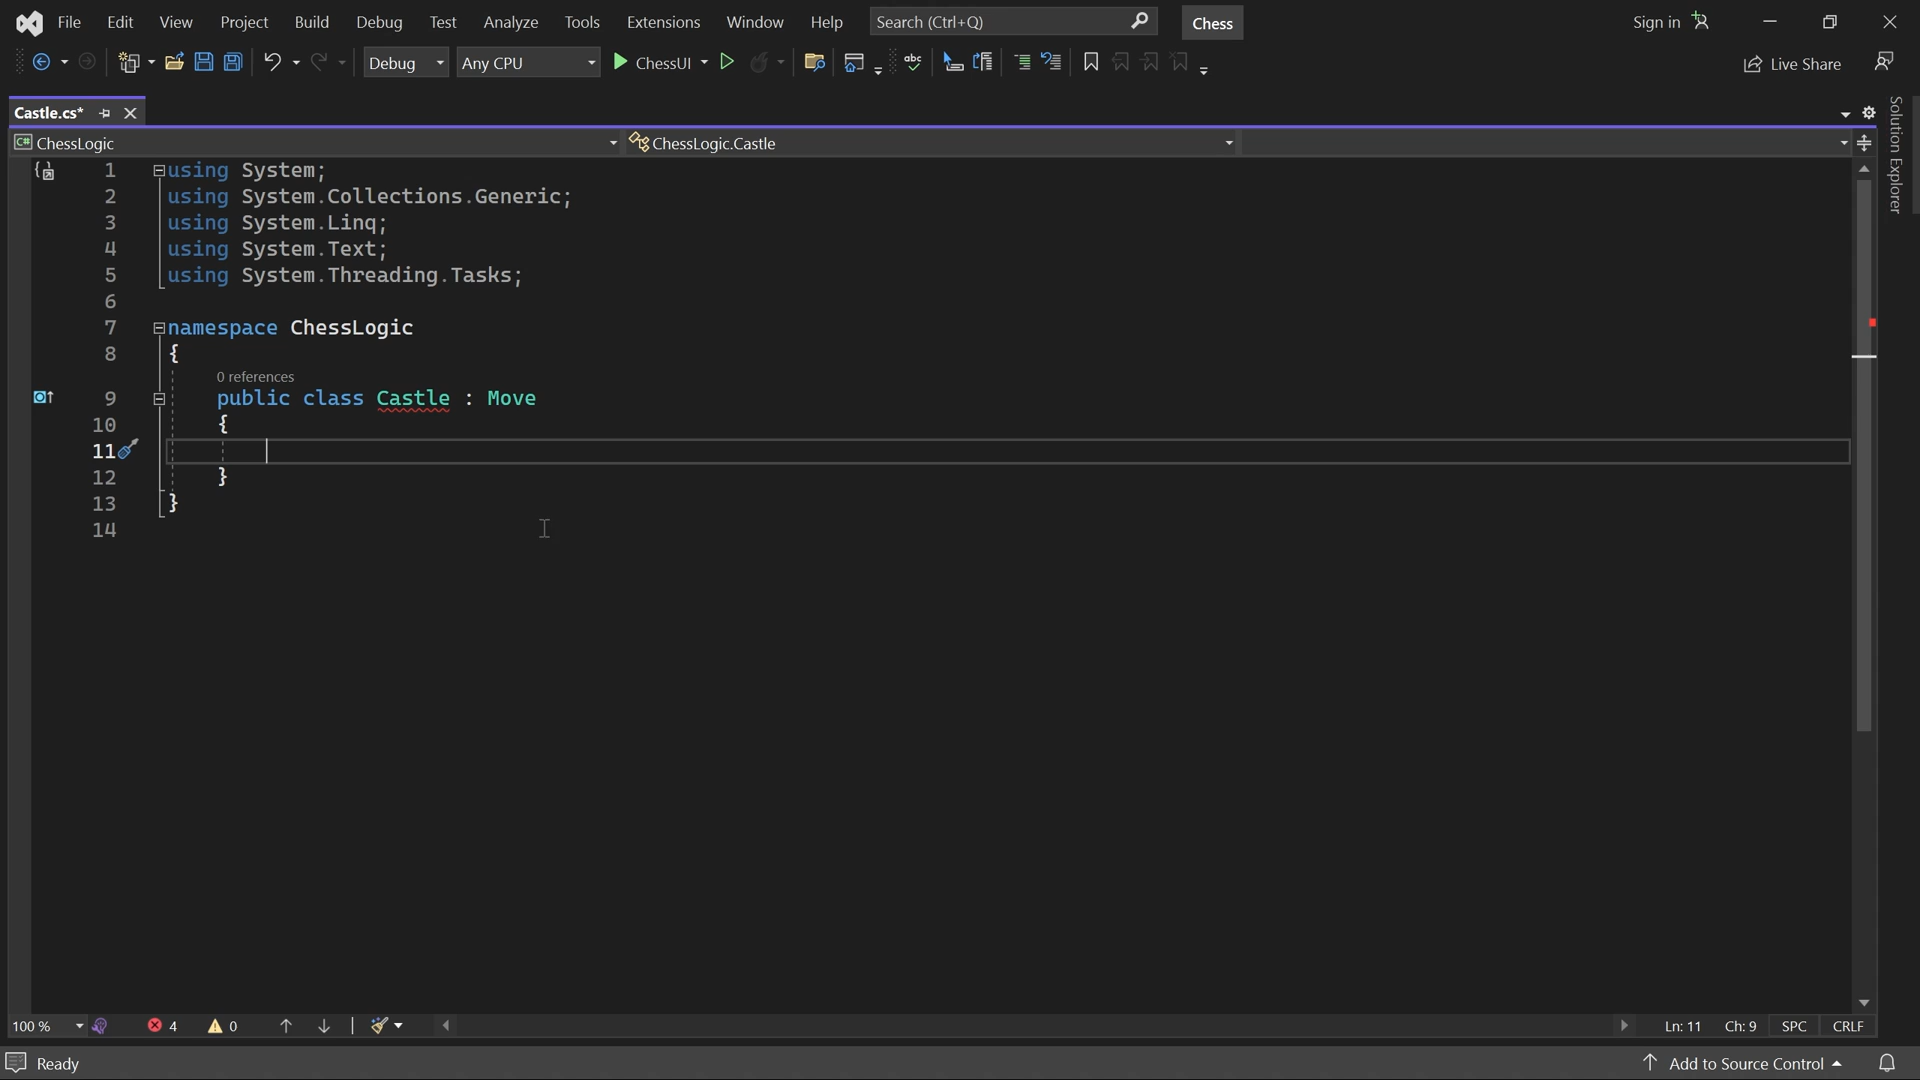 File Edit View Project Build Debug Test Analyze Tools Extensions Window Help Search (Ctrl+Q) Chess Sign in
Debug Any CPU ChessUI Live Share
Castle.cs*
ChessLogic ChessLogic.Castle
Solution Explorer
1 using System;
2 using System.Collections.Generic;
3 using System.Linq;
4 using System.Text;
5 using System.Threading.Tasks;
6
7 namespace ChessLogic
8 {
0 references
9 public class Castle : Move
10 {
11
12 }
13 }
14
100 % 4 0 Ln: 11 Ch: 9 SPC CRLF
Ready Add to Source Control